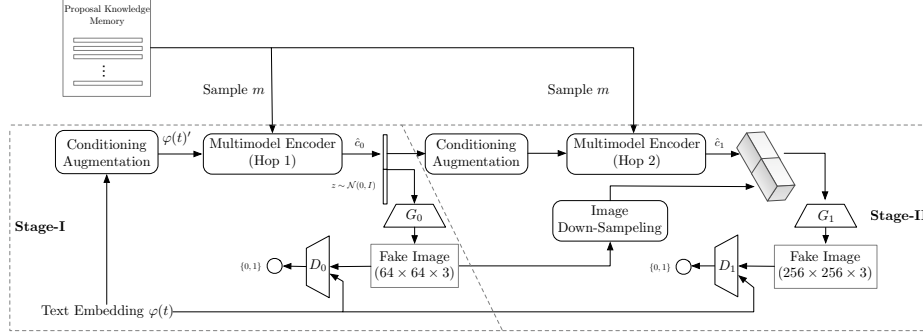 Proposal Knowledge
Memory
Sample m
Sample m
Conditioning
Augmentation
φ(t)′
Multimodel Encoder
(Hop 1)
ĉ₀
z ∼ N(0, I)
Conditioning
Augmentation
Multimodel Encoder
(Hop 2)
ĉ₁
G₀
Image
Down-Sampeling
G₁
Stage-I
Stage-II
{0, 1}
D₀
Fake Image
(64 × 64 × 3)
{0, 1}
D₁
Fake Image
(256 × 256 × 3)
Text Embedding φ(t)